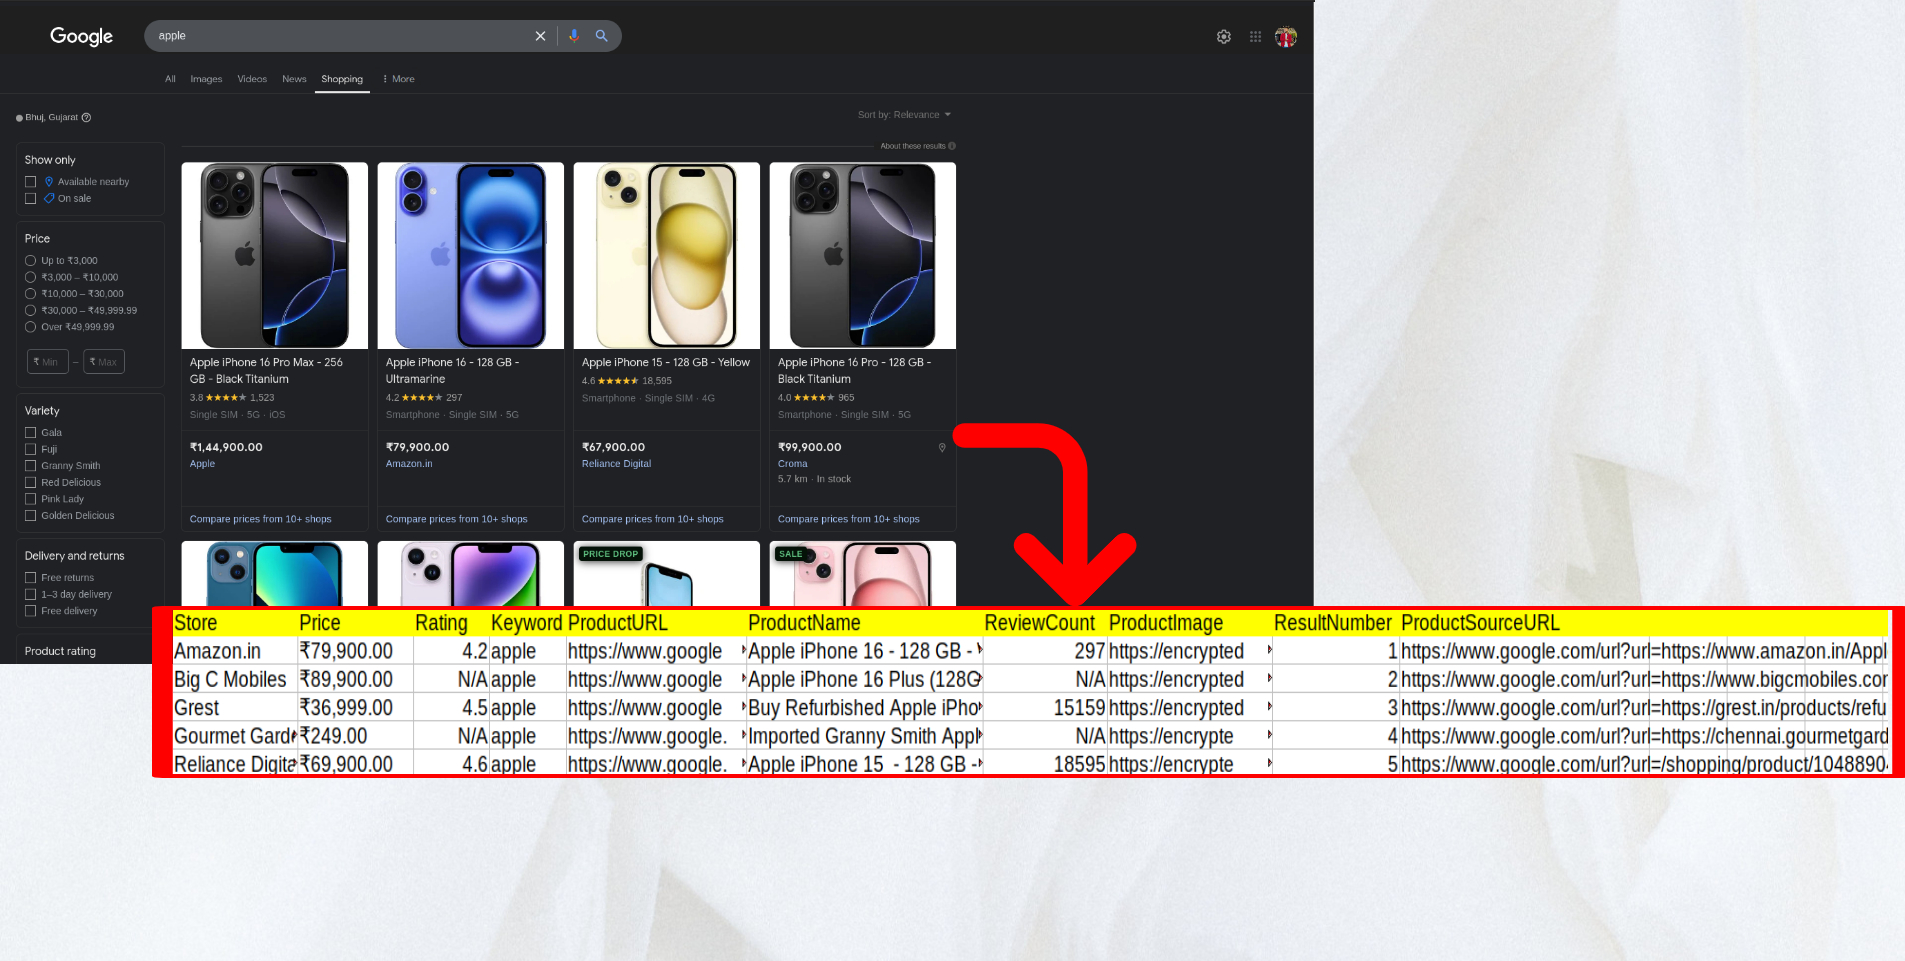 Google
apple
All Images Videos News Shopping More
Bhuj, Gujarat
Sort by: Relevance
About these results
Show only
Available nearby
On sale
Price
Up to ₹3,000
₹3,000 – ₹10,000
₹10,000 – ₹30,000
₹30,000 – ₹49,999.99
Over ₹49,999.99
₹ Min – ₹ Max
Variety
Gala
Fuji
Granny Smith
Red Delicious
Pink Lady
Golden Delicious
Delivery and returns
Free returns
1–3 day delivery
Free delivery
Product rating
Apple iPhone 16 Pro Max - 256
GB - Black Titanium
3.8 ★★★★★ 1,523
Single SIM · 5G · iOS
₹1,44,900.00
Apple
Compare prices from 10+ shops
Apple iPhone 16 - 128 GB -
Ultramarine
4.2 ★★★★★ 297
Smartphone · Single SIM · 5G
₹79,900.00
Amazon.in
Compare prices from 10+ shops
Apple iPhone 15 - 128 GB - Yellow
4.6 ★★★★★ 18,595
Smartphone · Single SIM · 4G
₹67,900.00
Reliance Digital
Compare prices from 10+ shops
Apple iPhone 16 Pro - 128 GB -
Black Titanium
4.0 ★★★★★ 965
Smartphone · Single SIM · 5G
₹99,900.00
Croma
5.7 km · In stock
Compare prices from 10+ shops
PRICE DROP
SALE
Store Price Rating Keyword ProductURL ProductName ReviewCount ProductImage ResultNumber ProductSourceURL
Amazon.in ₹79,900.00 4.2 apple https://www.google Apple iPhone 16 - 128 GB - 297 https://encrypted 1 https://www.google.com/url?url=https://www.amazon.in/Appl
Big C Mobiles ₹89,900.00 N/A apple https://www.google Apple iPhone 16 Plus (128G N/A https://encrypted 2 https://www.google.com/url?url=https://www.bigcmobiles.cor
Grest ₹36,999.00 4.5 apple https://www.google Buy Refurbished Apple iPho 15159 https://encrypted 3 https://www.google.com/url?url=https://grest.in/products/refu
Gourmet Gard ₹249.00 N/A apple https://www.google. Imported Granny Smith Appl N/A https://encrypte 4 https://www.google.com/url?url=https://chennai.gourmetgard
Reliance Digita ₹69,900.00 4.6 apple https://www.google. Apple iPhone 15 - 128 GB - 18595 https://encrypte 5 https://www.google.com/url?url=/shopping/product/1048890